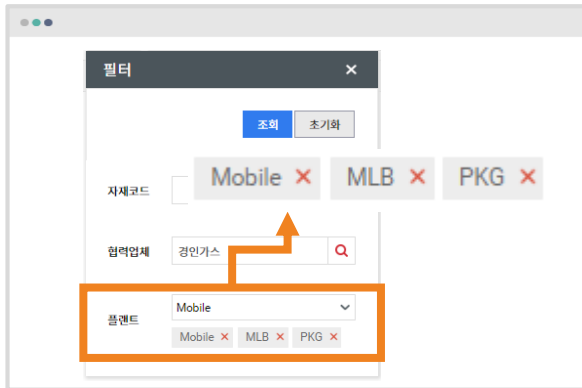 필터 ×
조회 초기화
자재코드
Mobile × MLB × PKG ×
협력업체 경인가스
플랜트 Mobile
Mobile × MLB × PKG ×